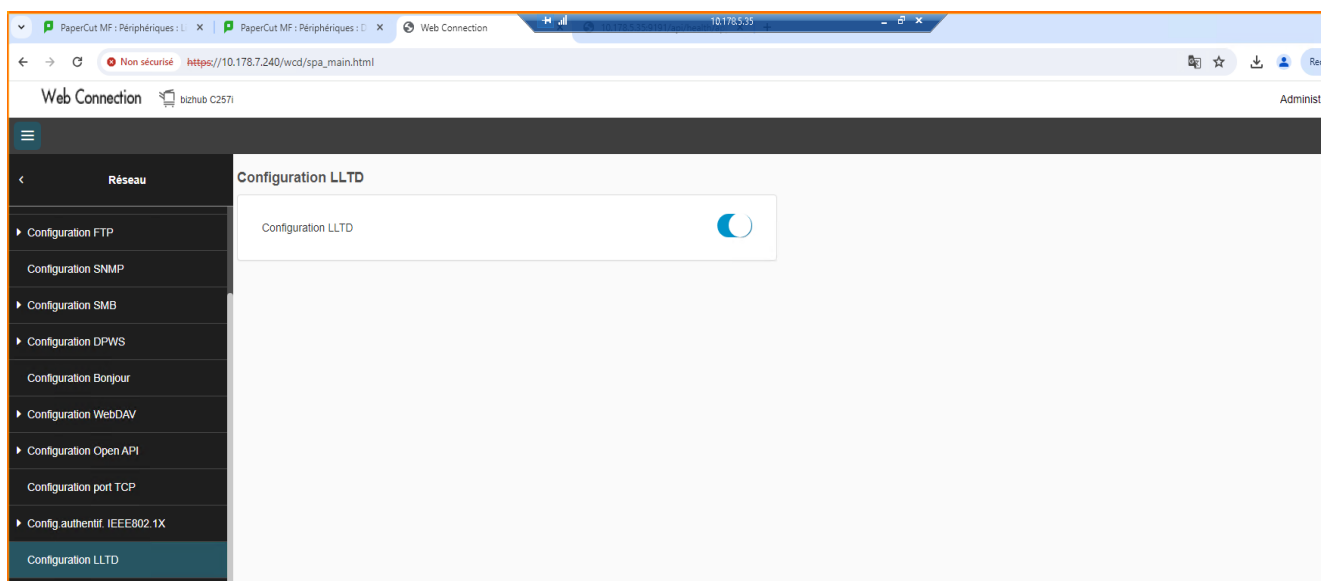 PaperCut MF : Périphériques : L
PaperCut MF : Périphériques : D
Web Connection
10.178.5.35
Non sécurisé https://10.178.7.240/wcd/spa_main.html
Web Connection bizhub C257i
Administ
Réseau
Configuration LLTD
Configuration LLTD
Configuration FTP
Configuration SNMP
Configuration SMB
Configuration DPWS
Configuration Bonjour
Configuration WebDAV
Configuration Open API
Configuration port TCP
Config.authentif. IEEE802.1X
Configuration LLTD